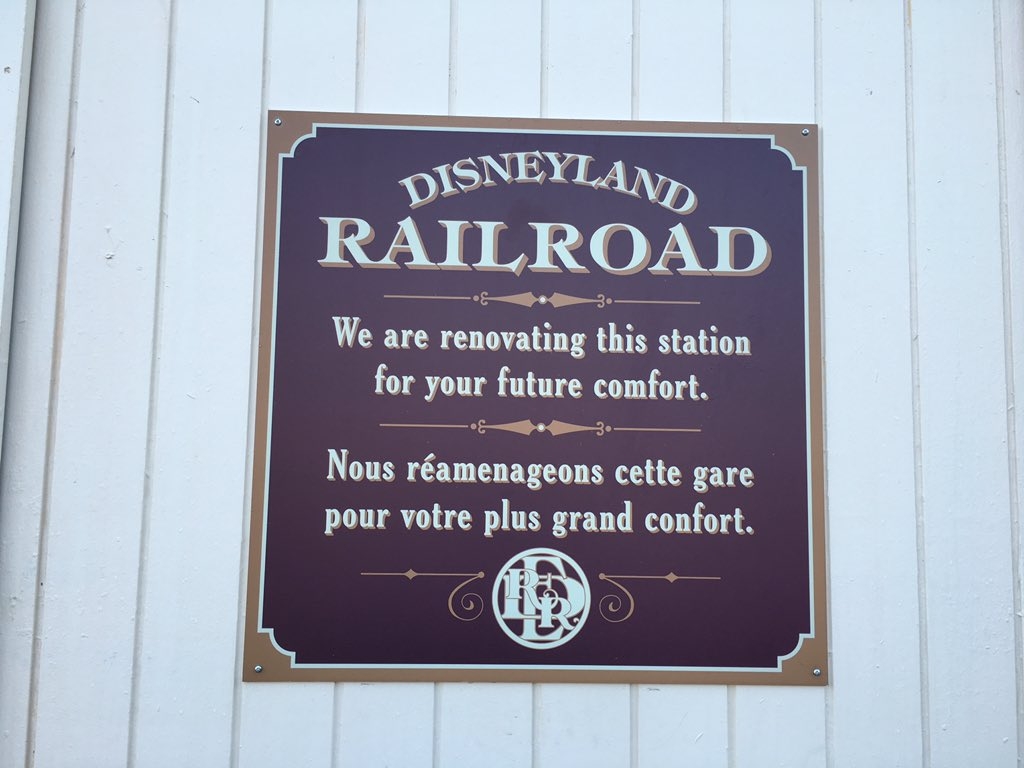 DISNEYLAND
RAILROAD
We are renovating this station
for your future comfort.
Nous réamenageons cette gare
pour votre plus grand confort.